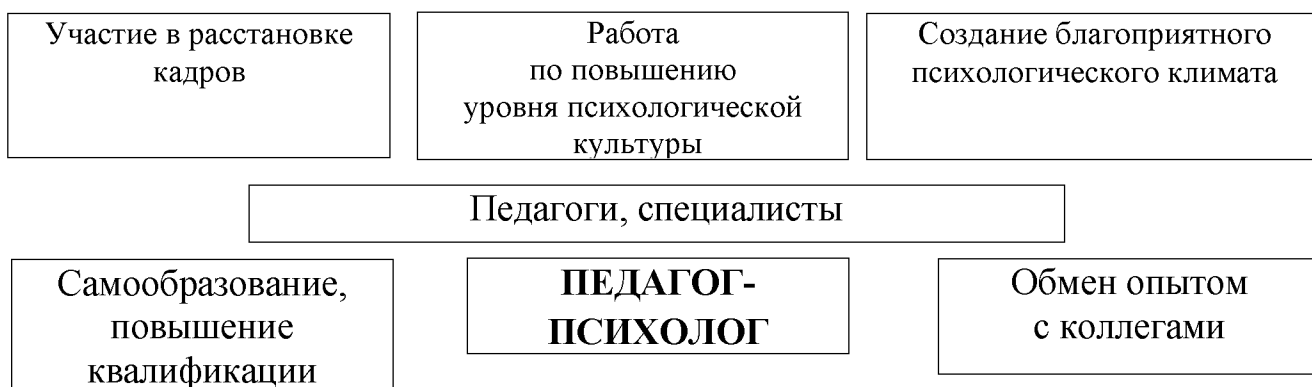 Участие в расстановке
кадров
Работа
по повышению
уровня психологической
культуры
Создание благоприятного
психологического климата
Педагоги, специалисты
Самообразование,
повышение
квалификации
ПЕДАГОГ-
ПСИХОЛОГ
Обмен опытом
с коллегами